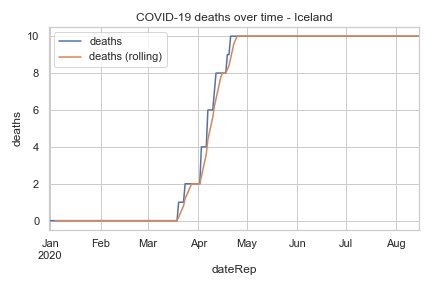 COVID-19 deaths over time - Iceland
deaths
deaths (rolling)
10
8
6
4
2
0
deaths
Jan Feb Mar Apr May Jun Jul Aug
2020
dateRep